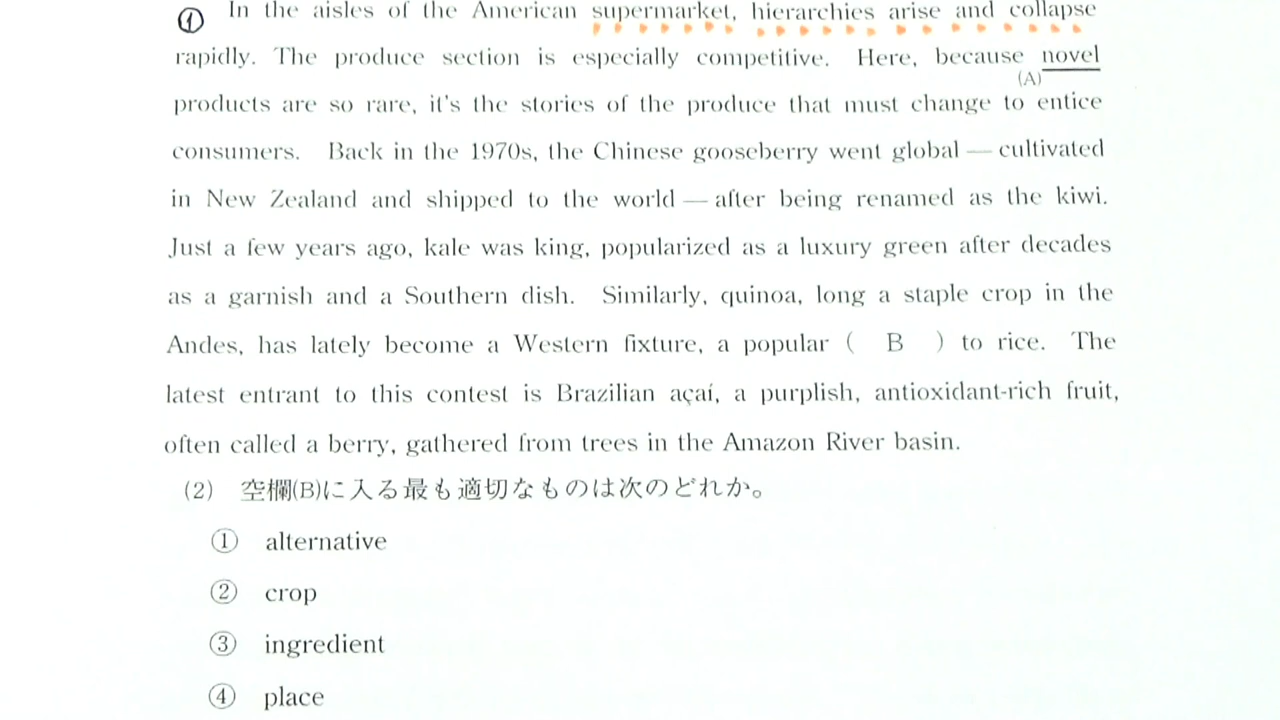 ① In the aisles of the American supermarket, hierarchies arise and collapse
rapidly. The produce section is especially competitive. Here, because novel
(A)
products are so rare, it's the stories of the produce that must change to entice
consumers. Back in the 1970s, the Chinese gooseberry went global — cultivated
in New Zealand and shipped to the world — after being renamed as the kiwi.
Just a few years ago, kale was king, popularized as a luxury green after decades
as a garnish and a Southern dish. Similarly, quinoa, long a staple crop in the
Andes, has lately become a Western fixture, a popular ( B ) to rice. The
latest entrant to this contest is Brazilian açaí, a purplish, antioxidant-rich fruit,
often called a berry, gathered from trees in the Amazon River basin.
(2) 空欄(B)に入る最も適切なものは次のどれか。
① alternative
② crop
③ ingredient
④ place